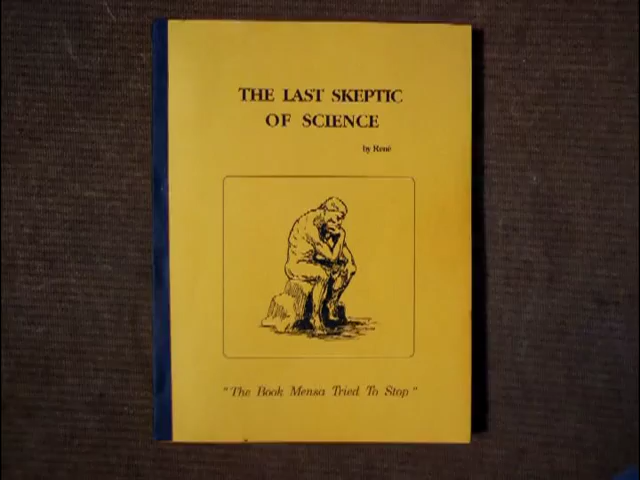 THE LAST SKEPTIC
OF SCIENCE
by René
"The Book Mensa Tried To Stop"